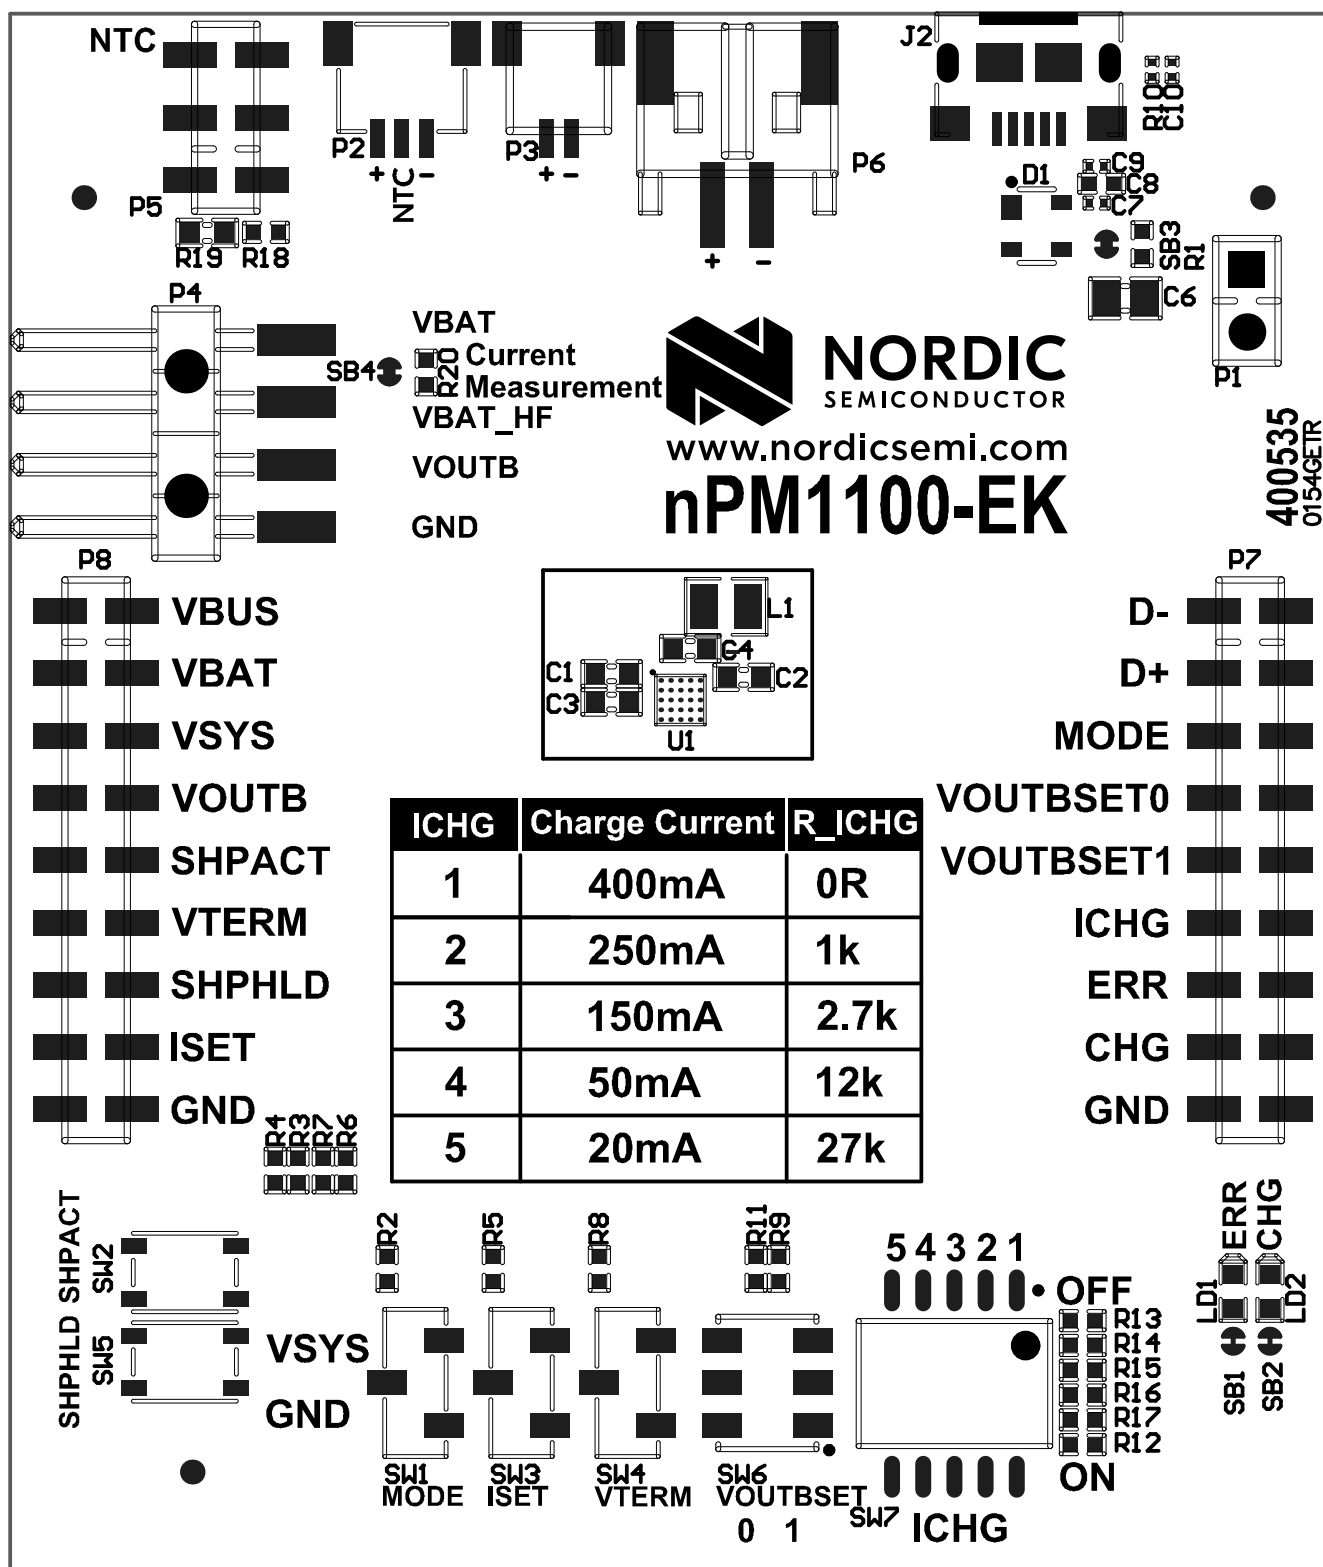 NTC
P5
R19 R18
P2
+ NTC -
P3
+ -
P6
+ -
J2
R10
C10
D1
C9
C8
C7
SB3
R1
C6
P1
P4
SB4
R20
VBAT
Current
Measurement
VBAT_HF
VOUTB
GND
NORDIC
SEMICONDUCTOR
www.nordicsemi.com
nPM1100-EK
400535
0154GETR
P8
VBUS
VBAT
VSYS
VOUTB
SHPACT
VTERM
SHPHLD
ISET
GND
L1
C4
C1
C2
C3
U1
P7
D-
D+
MODE
VOUTBSET0
VOUTBSET1
ICHG
ERR
CHG
GND
ICHG Charge Current R_ICHG
1 400mA 0R
2 250mA 1k
3 150mA 2.7k
4 50mA 12k
5 20mA 27k
R4 R3 R7 R6
SHPHLD SHPACT
SW2
SW5
VSYS
GND
R2
R5
R8
R11 R9
SW1
MODE
SW3
ISET
SW4
VTERM
SW6
VOUTBSET
0 1
5 4 3 2 1
OFF
R13
R14
R15
R16
R17
R12
ON
SW7
ICHG
ERR
CHG
LD1
LD2
SB1
SB2